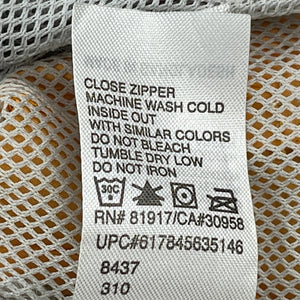 CLOSE ZIPPER
MACHINE WASH COLD
INSIDE OUT
WITH SIMILAR COLORS
DO NOT BLEACH
TUMBLE DRY LOW
DO NOT IRON
30C
RN# 81917/CA#30958
UPC#617845635146
8437
310